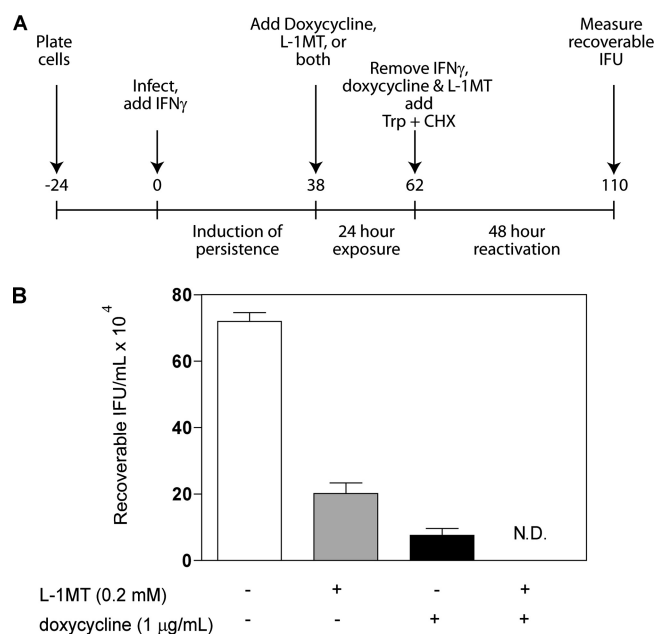 A
Plate
cells
Infect,
add IFNγ
Add Doxycycline,
L-1MT, or
both
Remove IFNγ,
doxycycline & L-1MT
add
Trp + CHX
Measure
recoverable
IFU
-24
0
38
62
110
Induction of
persistence
24 hour
exposure
48 hour
reactivation
B
Recoverable IFU/mL x 10 4
80
60
40
20
0
N.D.
L-1MT (0.2 mM) - + - +
doxycycline (1 μg/mL) - - + +